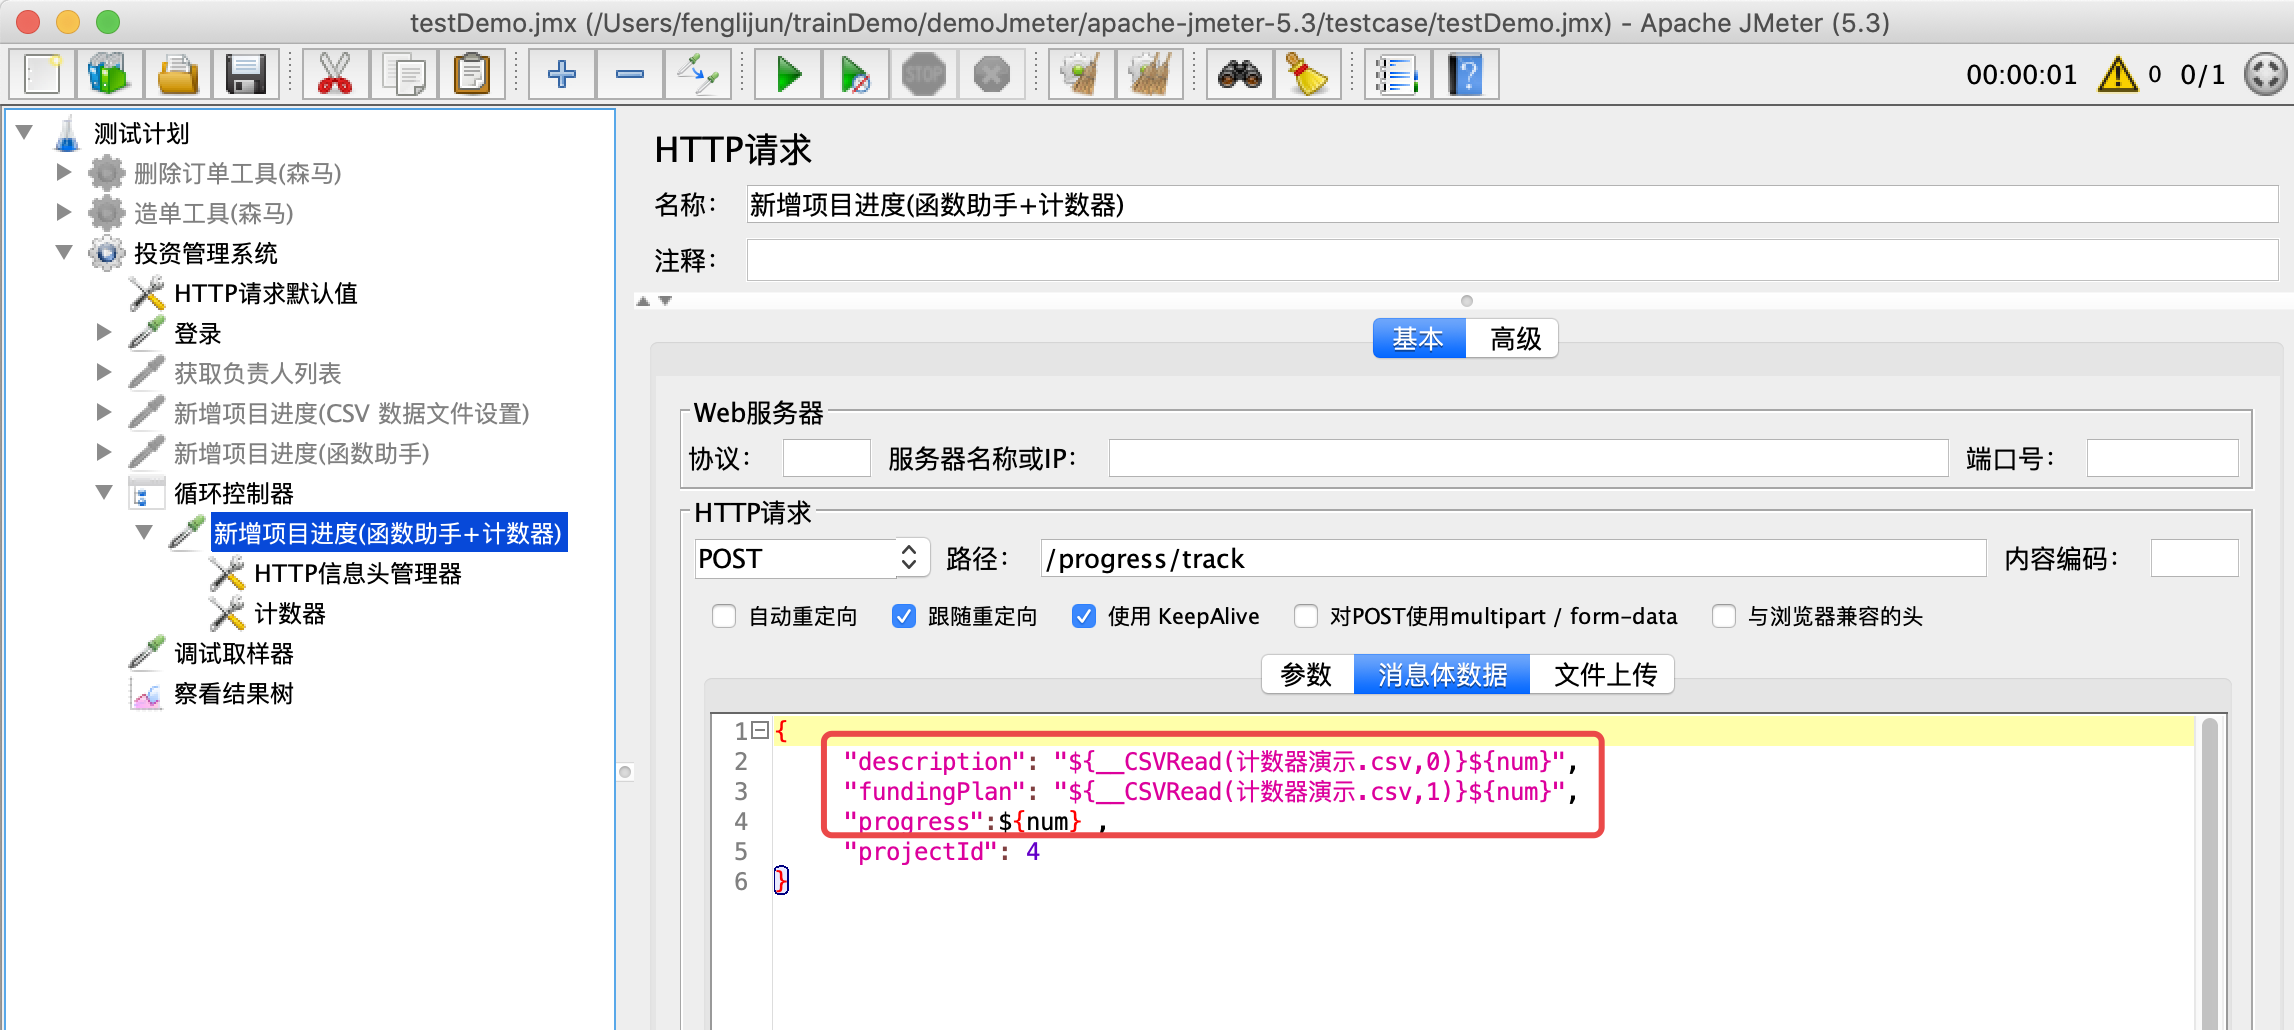 testDemo.jmx (/Users/fenglijun/trainDemo/demoJmeter/apache-jmeter-5.3/testcase/testDemo.jmx) - Apache JMeter (5.3)
STOP
00:00:01 0 0/1
测试计划
删除订单工具(森马)
造单工具(森马)
投资管理系统
HTTP请求默认值
登录
获取负责人列表
新增项目进度(CSV 数据文件设置)
新增项目进度(函数助手)
循环控制器
新增项目进度(函数助手+计数器)
HTTP信息头管理器
计数器
调试取样器
察看结果树
HTTP请求
名称: 新增项目进度(函数助手+计数器)
注释:
基本 高级
Web服务器
协议: 服务器名称或IP: 端口号:
HTTP请求
POST 路径: /progress/track 内容编码:
自动重定向 跟随重定向 使用 KeepAlive 对POST使用multipart / form-data 与浏览器兼容的头
参数 消息体数据 文件上传
1 {
2 "description": "${__CSVRead(计数器演示.csv,0)}${num}",
3 "fundingPlan": "${__CSVRead(计数器演示.csv,1)}${num}",
4 "progress":${num} ,
5 "projectId": 4
6 }